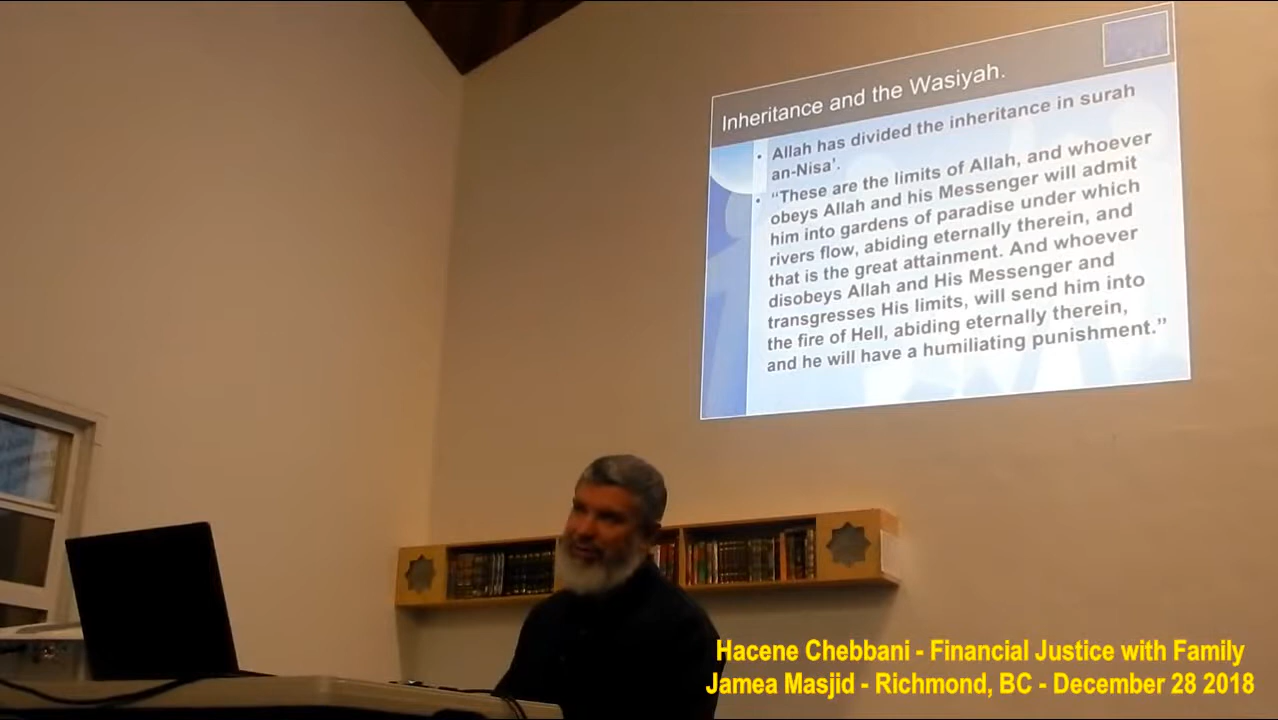 Inheritance and the Wasiyah.
• Allah has divided the inheritance in surah
an-Nisa’.
• “These are the limits of Allah, and whoever
obeys Allah and his Messenger will admit
him into gardens of paradise under which
rivers flow, abiding eternally therein, and
that is the great attainment. And whoever
disobeys Allah and His Messenger and
transgresses His limits, will send him into
the fire of Hell, abiding eternally therein,
and he will have a humiliating punishment.”
Hacene Chebbani - Financial Justice with Family
Jamea Masjid - Richmond, BC - December 28 2018